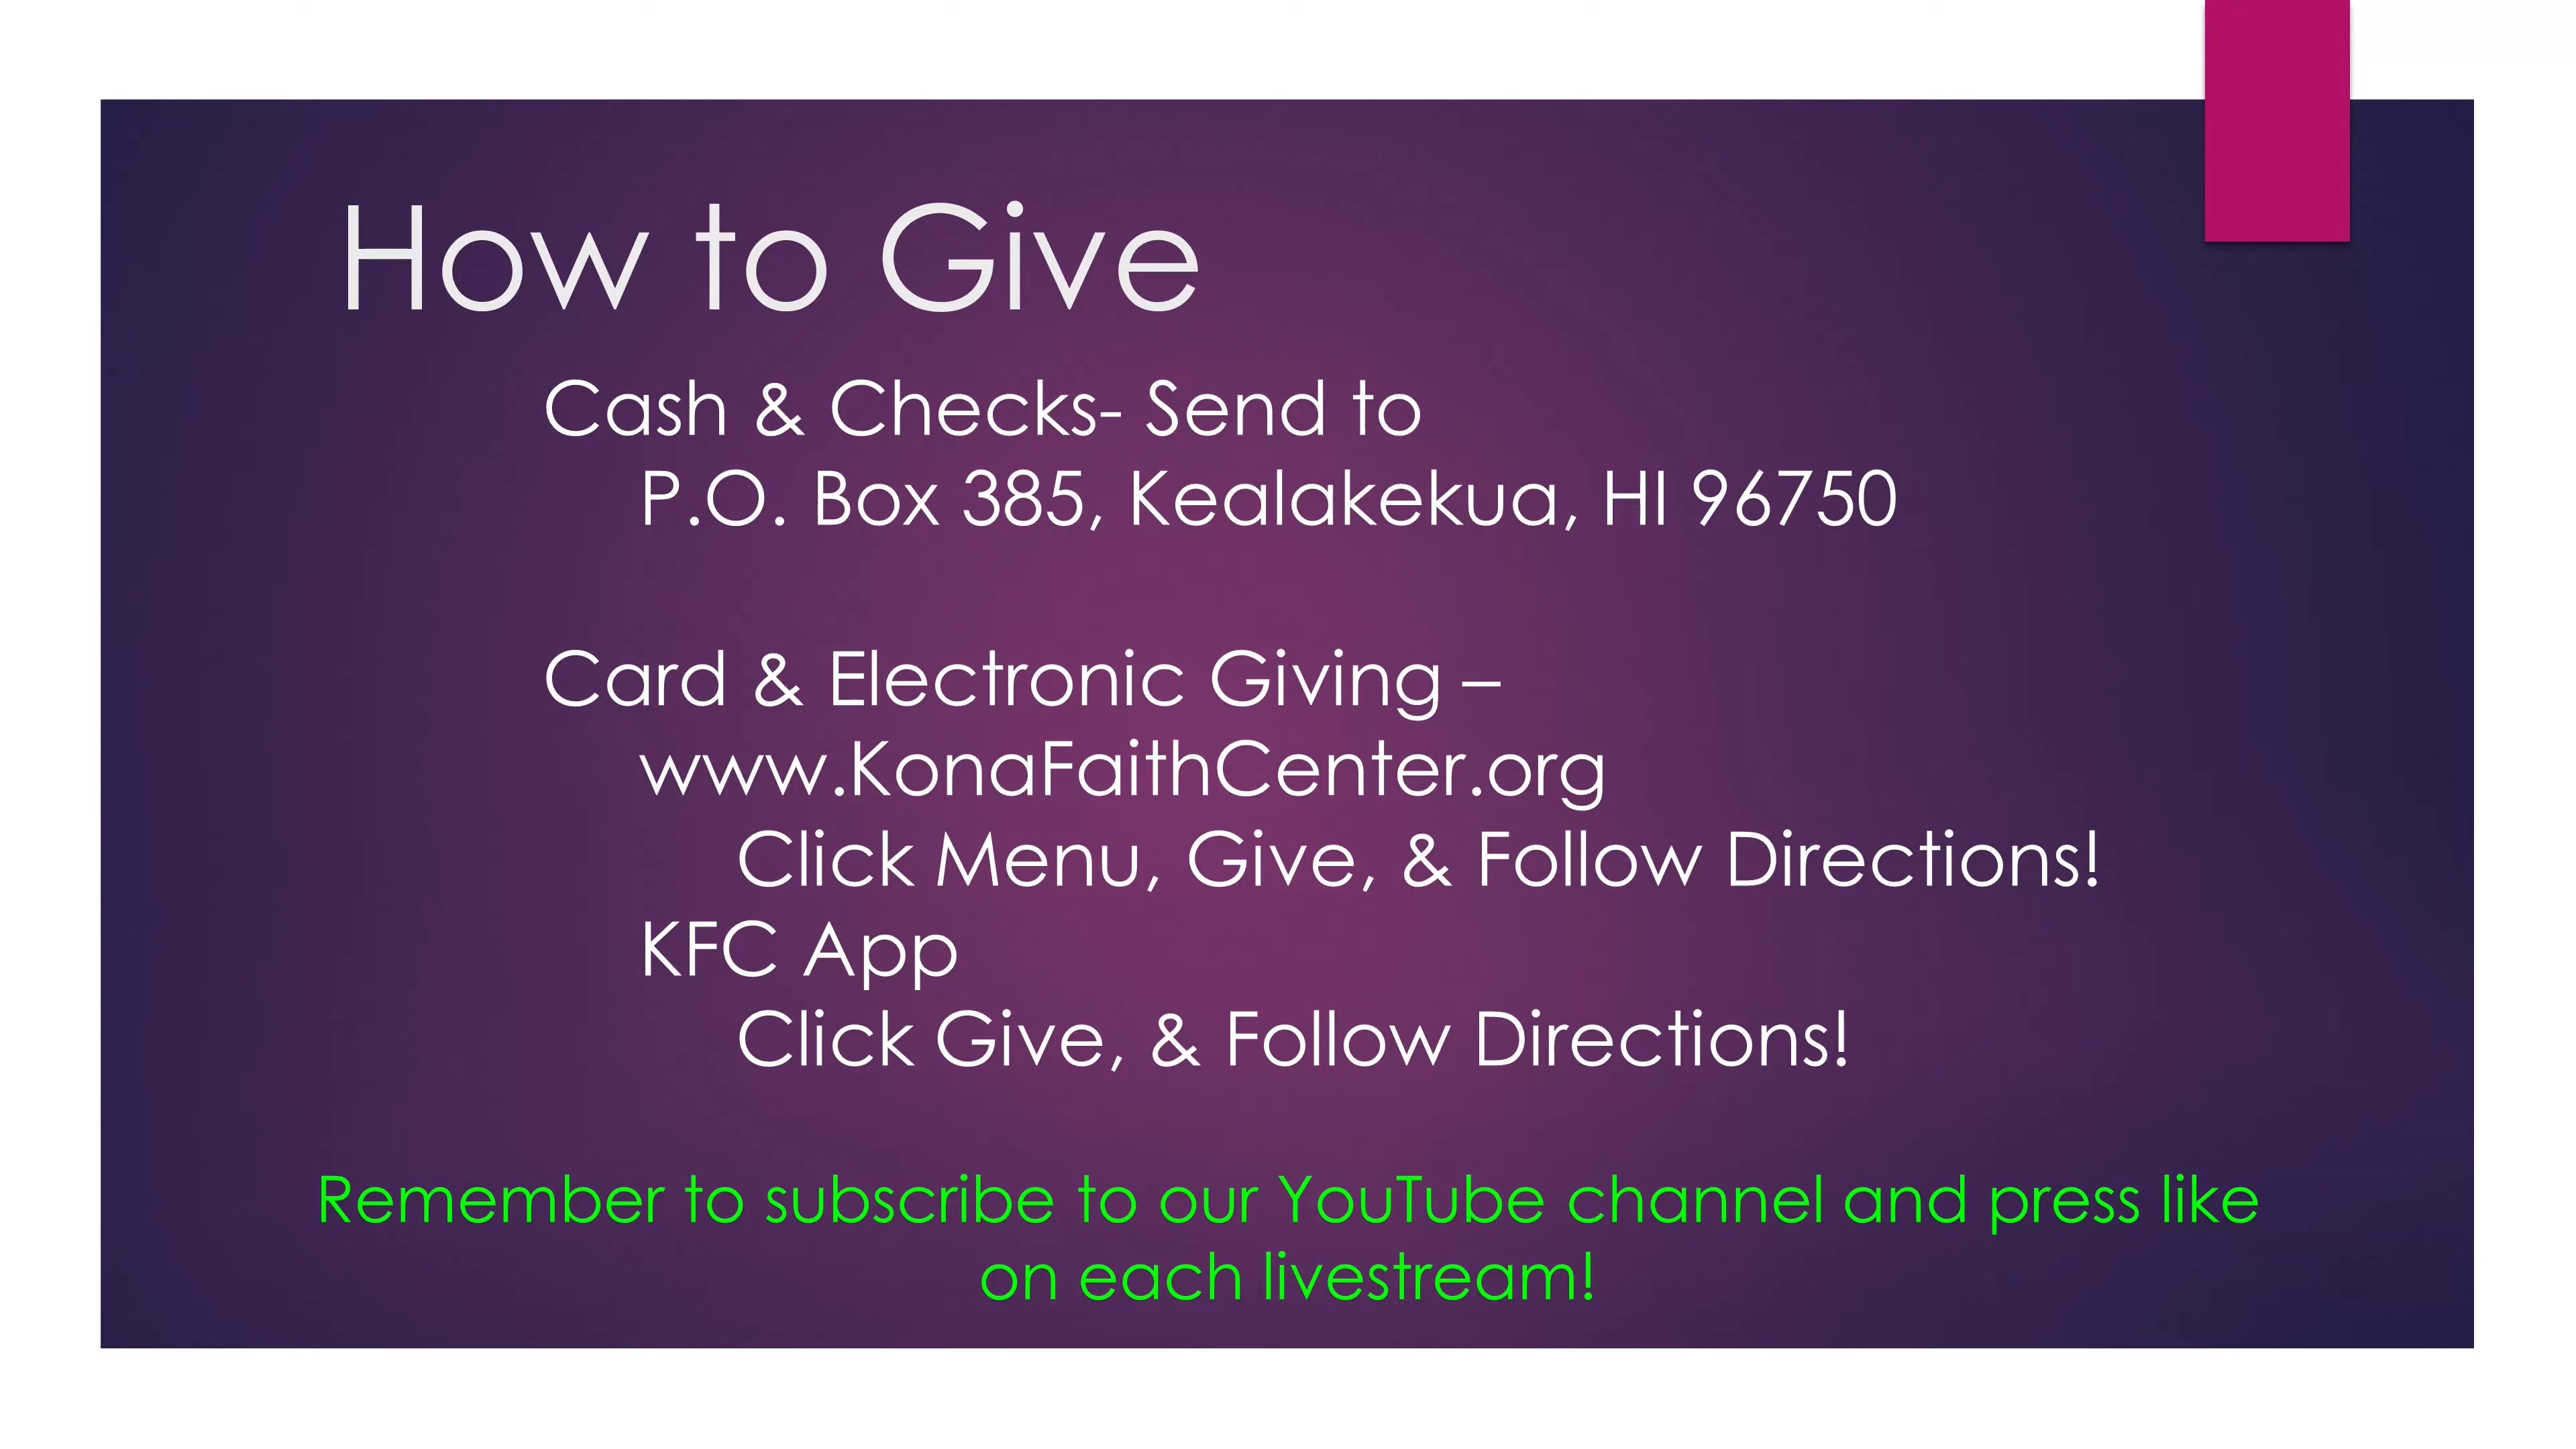 How to Give
Cash & Checks- Send to
P.O. Box 385, Kealakekua, HI 96750
Card & Electronic Giving –
www.KonaFaithCenter.org
Click Menu, Give, & Follow Directions!
KFC App
Click Give, & Follow Directions!
Remember to subscribe to our YouTube channel and press like
on each livestream!